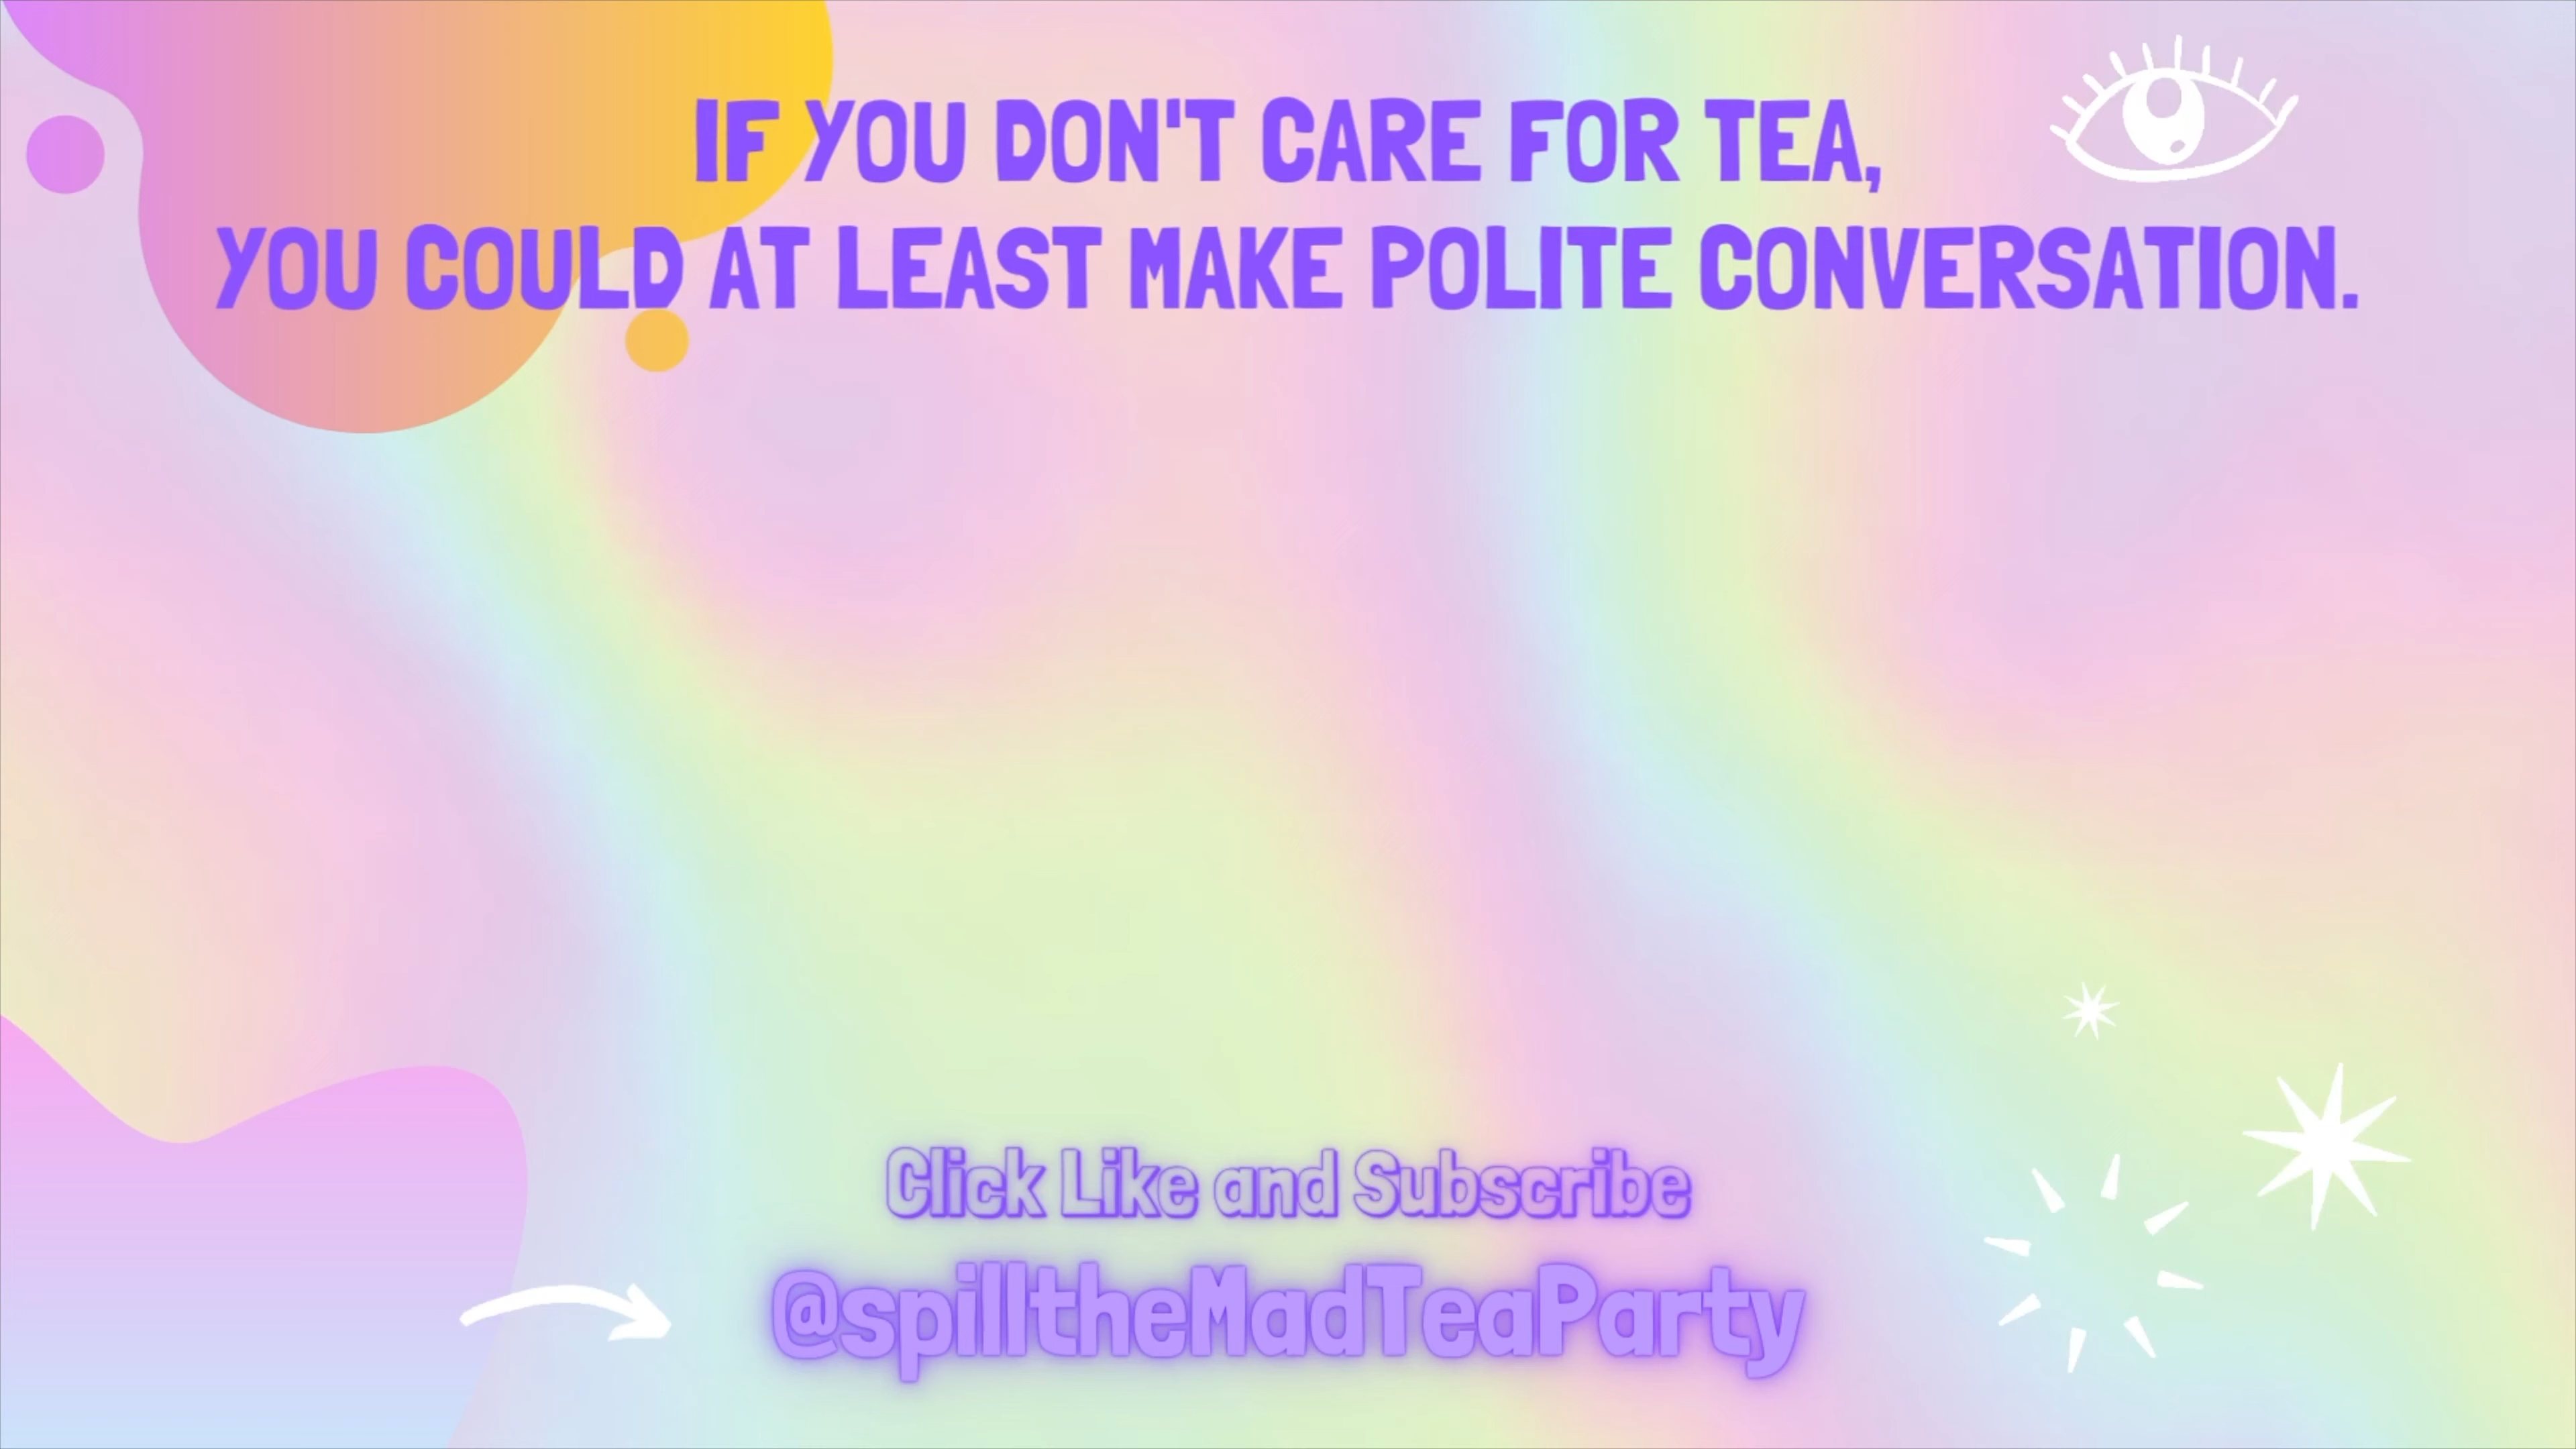 IF YOU DON'T CARE FOR TEA,
YOU COULD AT LEAST MAKE POLITE CONVERSATION.
Click Like and Subscribe
@spilltheMadTeaParty